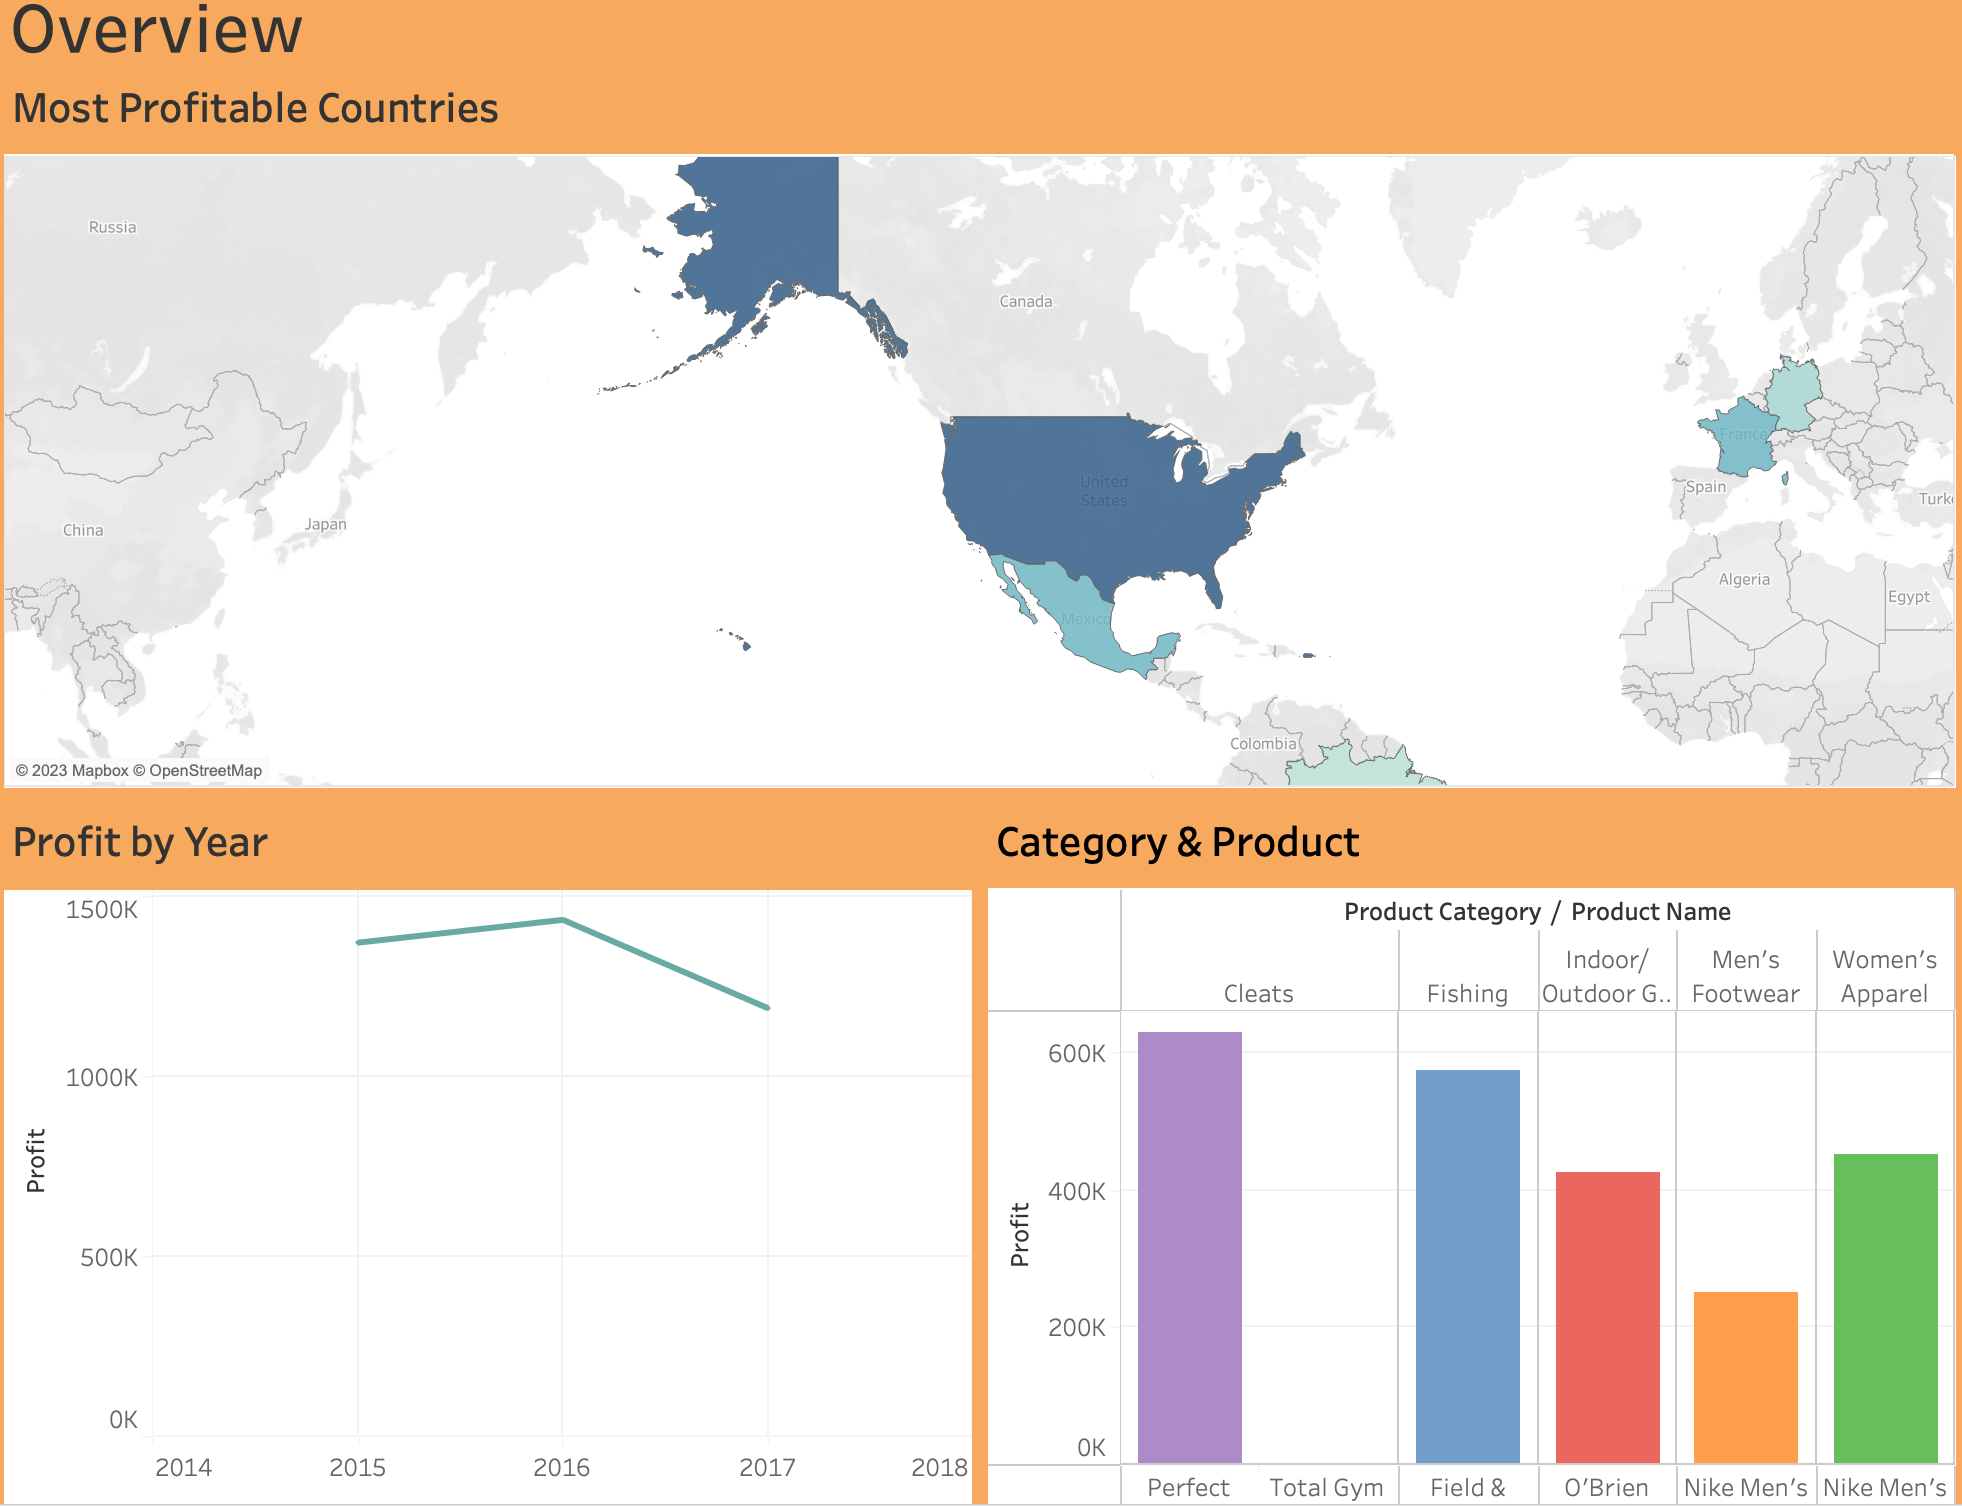 Overview
Most Profitable Countries
Russia
Canada
France
United
States
Spain
Turke
China
Japan
Algeria
Egypt
Mexico
Colombia
© 2023 Mapbox © OpenStreetMap
Profit by Year
1500K
1000K
500K
0K
Profit
2014
2015
2016
2017
2018
Category & Product
Product Category / Product Name
Cleats
Fishing
Indoor/
Outdoor G..
Men's
Footwear
Women's
Apparel
600K
400K
200K
0K
Profit
Perfect
Total Gym
Field &
O'Brien
Nike Men's
Nike Men's